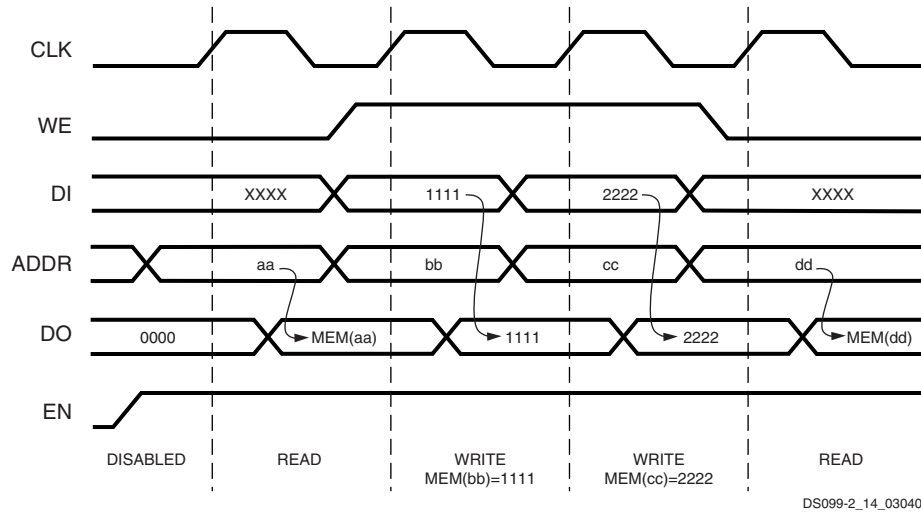 CLK
WE
DI XXXX 1111 2222 XXXX
ADDR aa bb cc dd
DO 0000 MEM(aa) 1111 2222 MEM(dd)
EN
DISABLED READ WRITE WRITE READ
MEM(bb)=1111 MEM(cc)=2222
DS099-2_14_03040